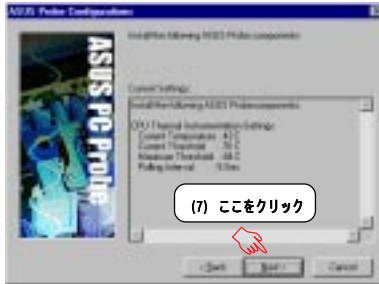 ASUS Probe Configuration
Install the following ASUS Probe components
ASUS PC Probe
Current Settings:
Install the following ASUS Probe components
CPU Thermal Instrumentation Settings:
Current Temperature
Current Threshold
Maximum Threshold
Polling Interval
(7) ここをクリック
< Back
Next >
Cancel